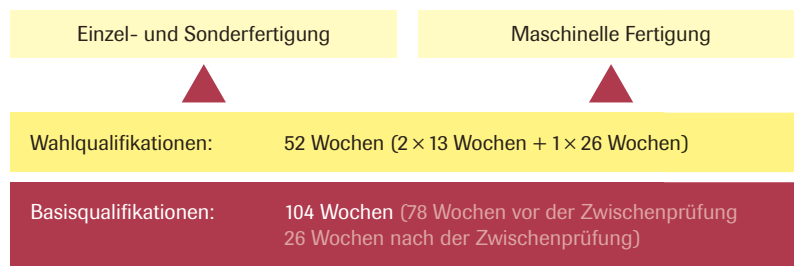 Einzel- und Sonderfertigung
Maschinelle Fertigung
Wahlqualifikationen: 52 Wochen (2 × 13 Wochen + 1 × 26 Wochen)
Basisqualifikationen: 104 Wochen (78 Wochen vor der Zwischenprüfung
26 Wochen nach der Zwischenprüfung)